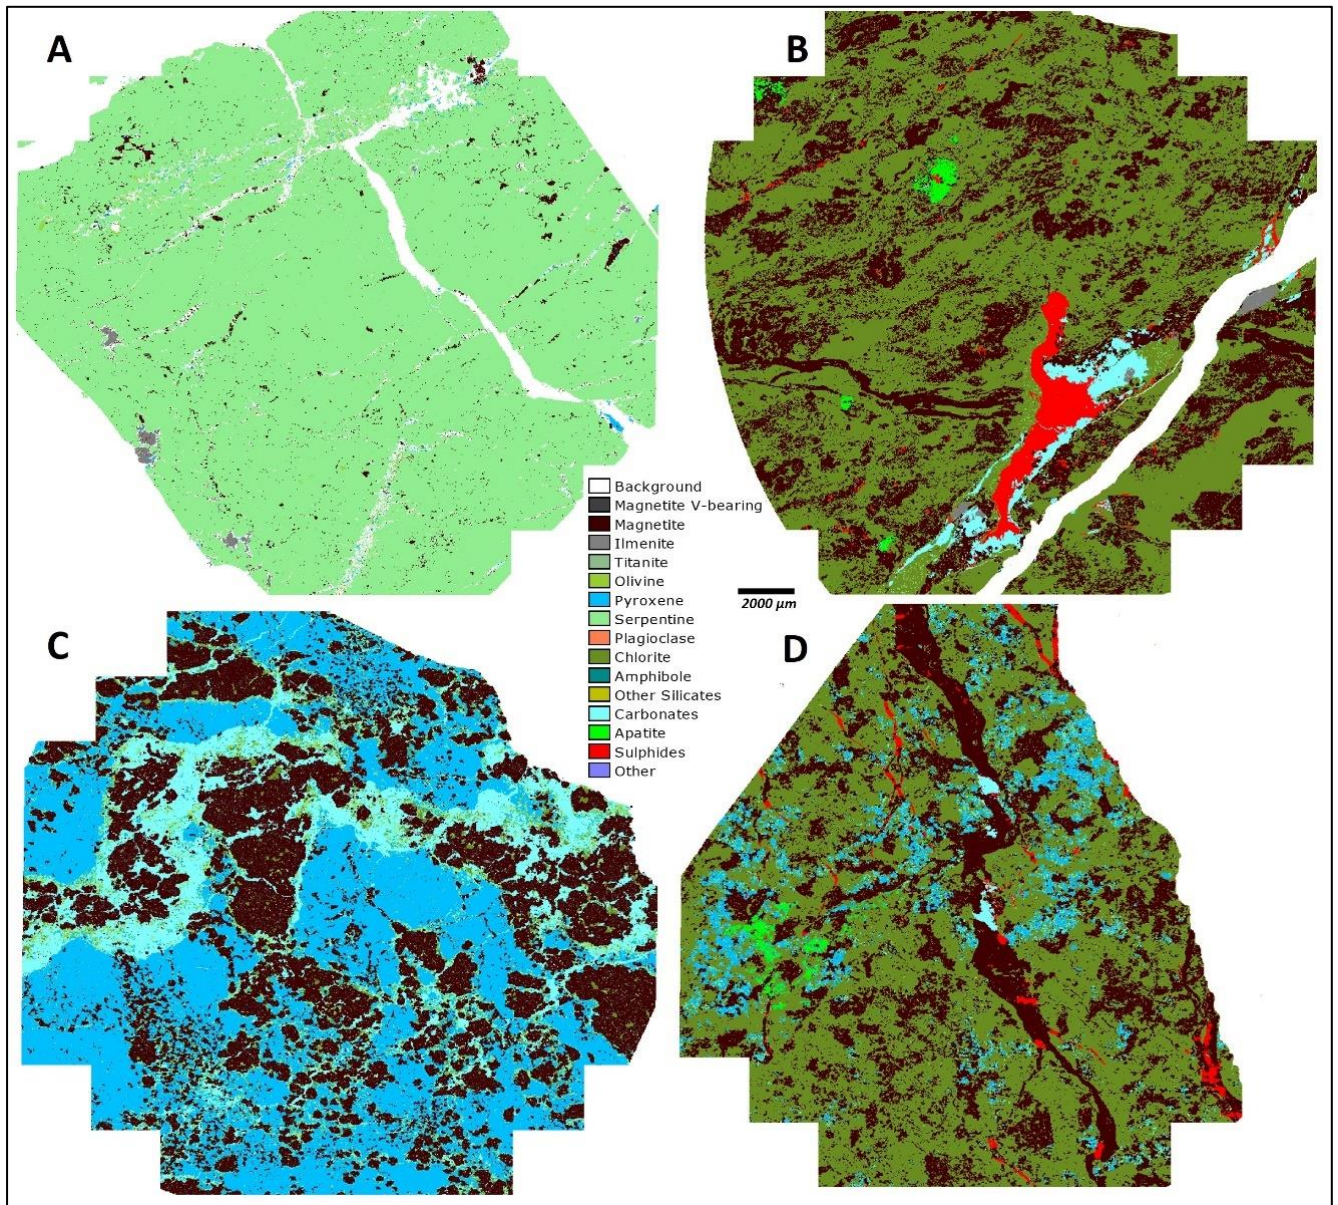 A
B
Background
Magnetite V-bearing
Magnetite
Ilmenite
Titanite
Olivine
Pyroxene
Serpentine
Plagioclase
Chlorite
Amphibole
Other Silicates
Carbonates
Apatite
Sulphides
Other
2000 µm
C
D